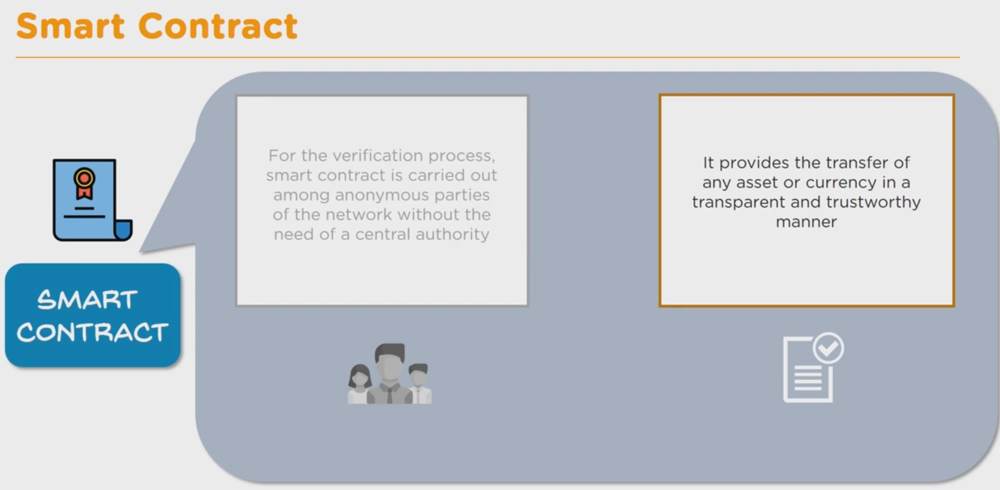 Smart Contract
For the verification process,
smart contract is carried out
among anonymous parties
of the network without the
need of a central authority
It provides the transfer of
any asset or currency in a
transparent and trustworthy
manner
SMART
CONTRACT